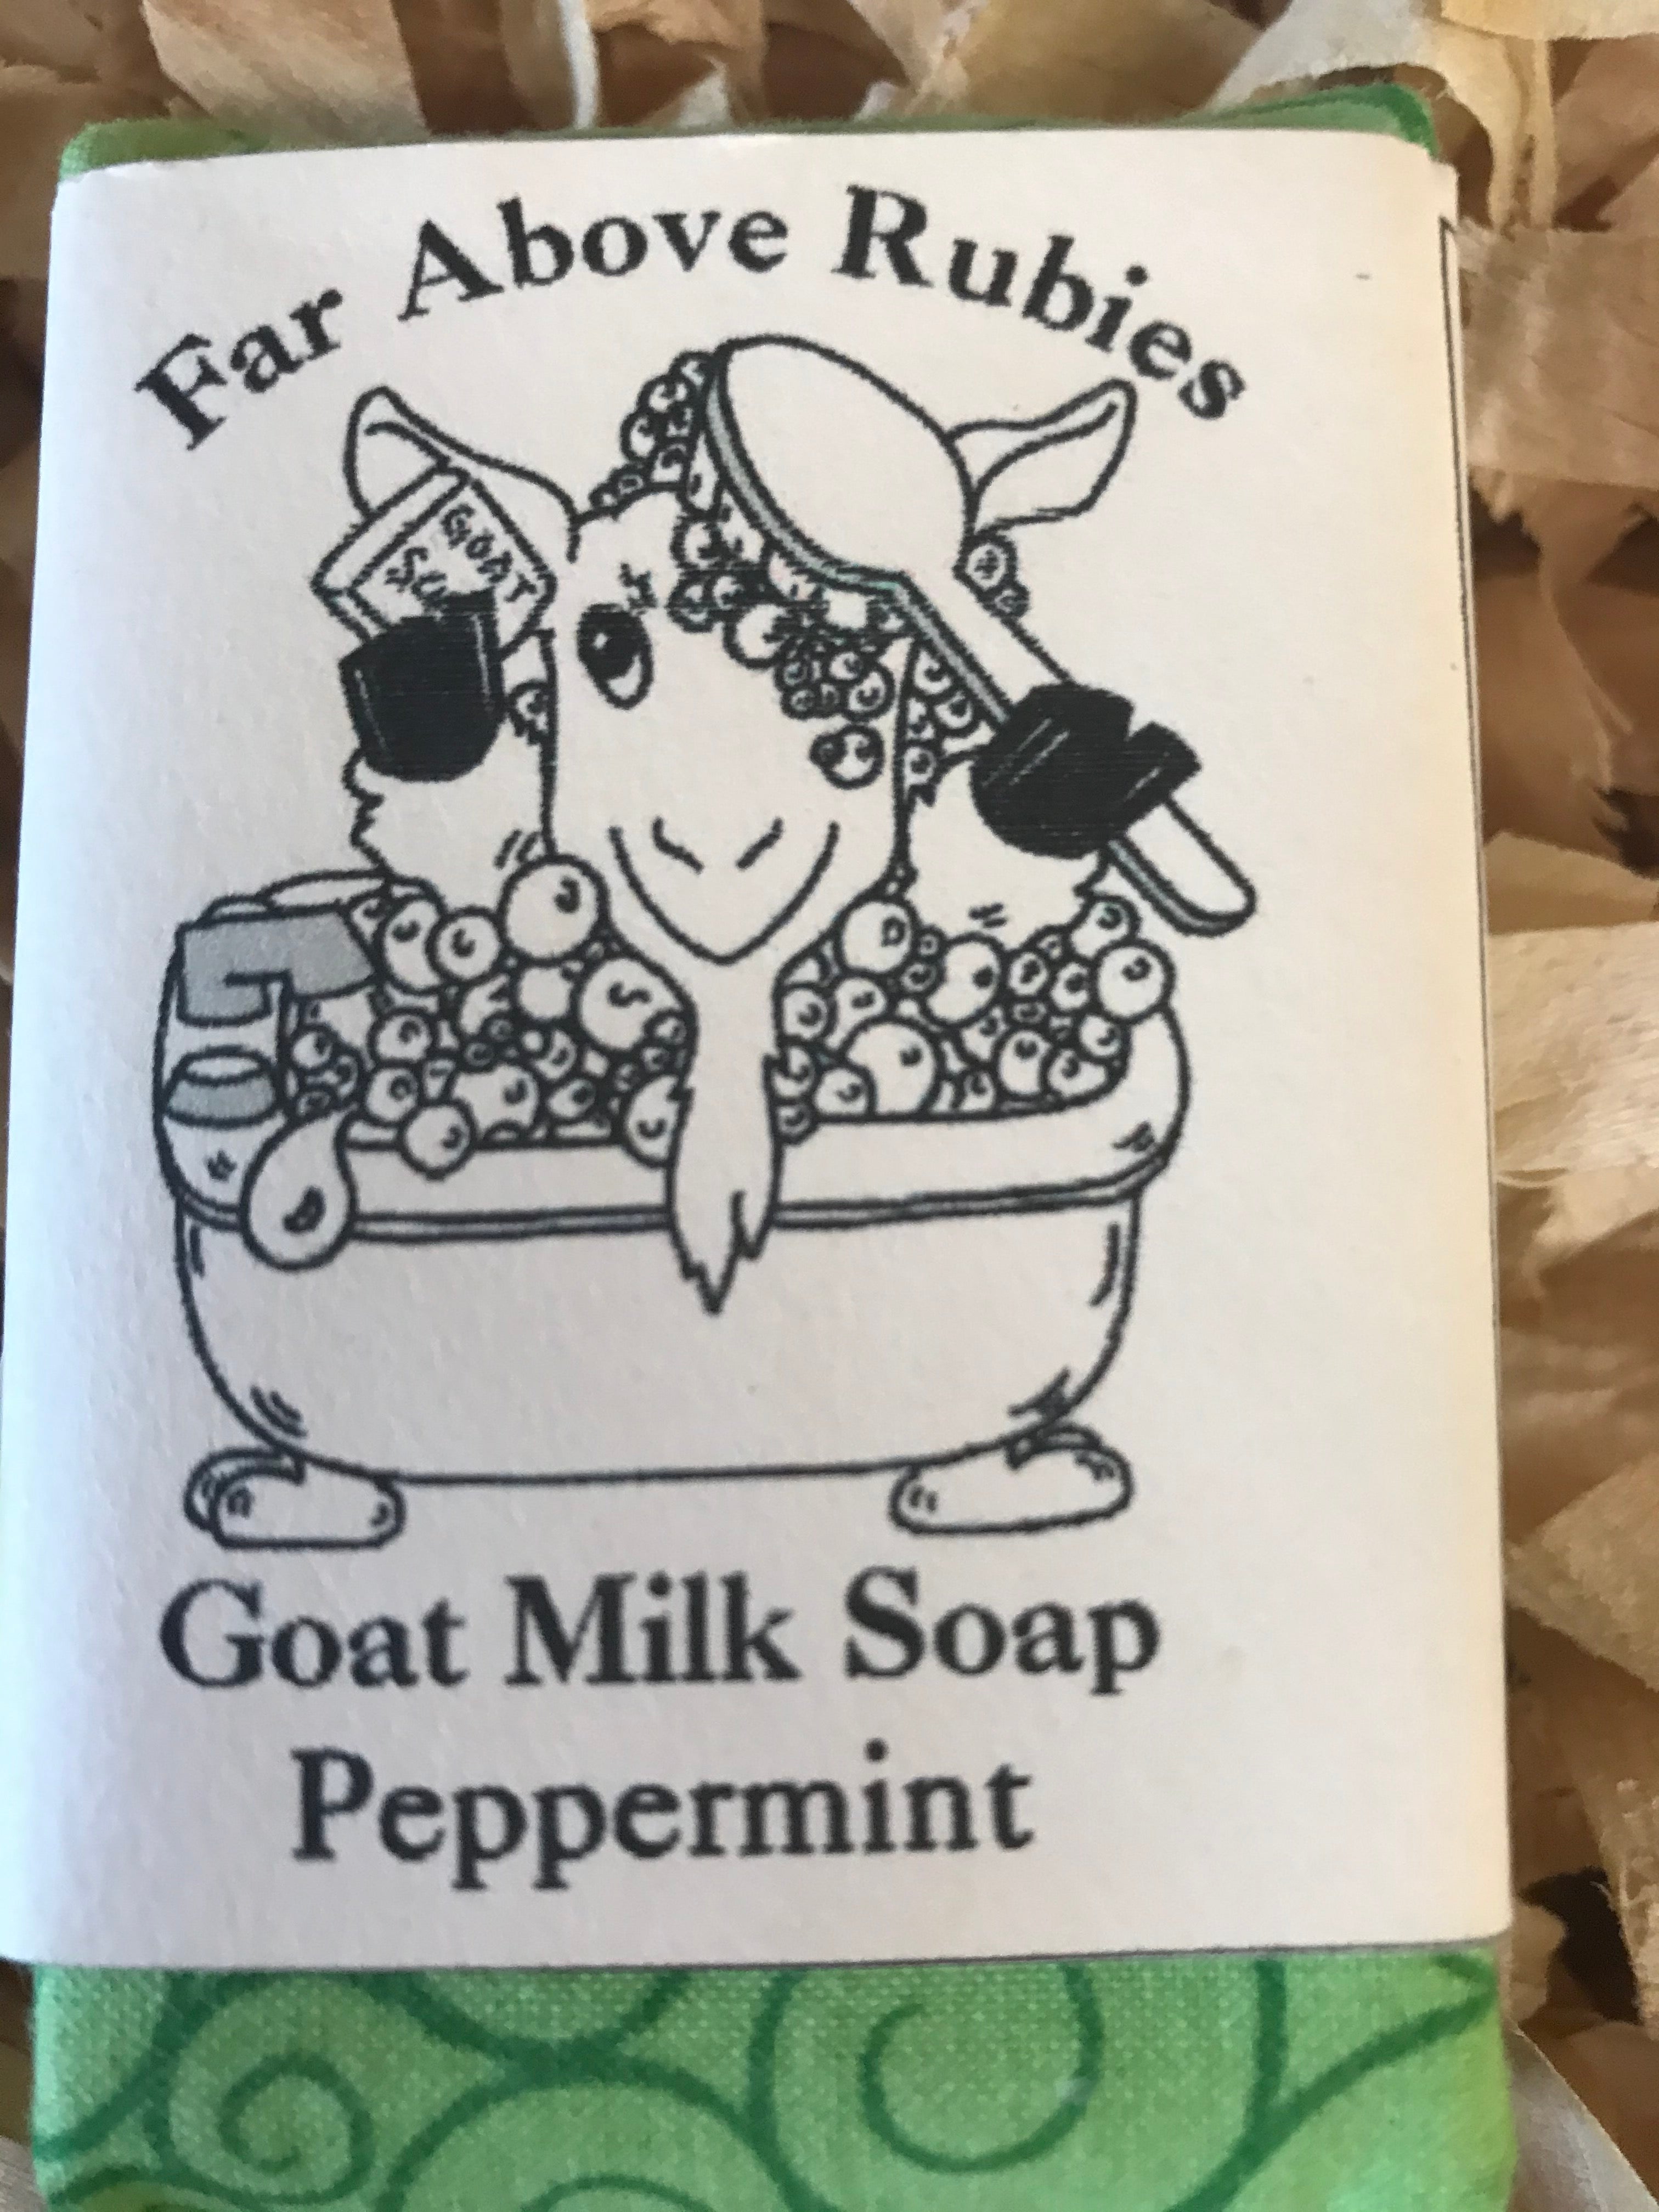 Far Above Rubies
GOAT
Goat Milk Soap
Peppermint